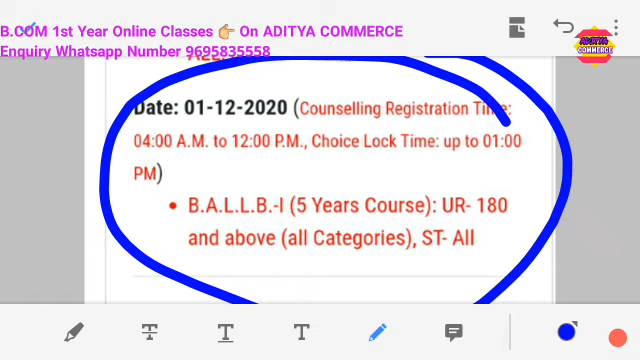 B.COM 1st Year Online Classes 👉🏼 On ADITYA COMMERCE
Enquiry Whatsapp Number 9695835558
ADITYA
COMMERCE
Date: 01-12-2020 (Counselling Registration Time:
04:00 A.M. to 12:00 P.M., Choice Lock Time: up to 01:00
PM)
• B.A.L.L.B.-I (5 Years Course): UR- 180
and above (all Categories), ST- All
T T T